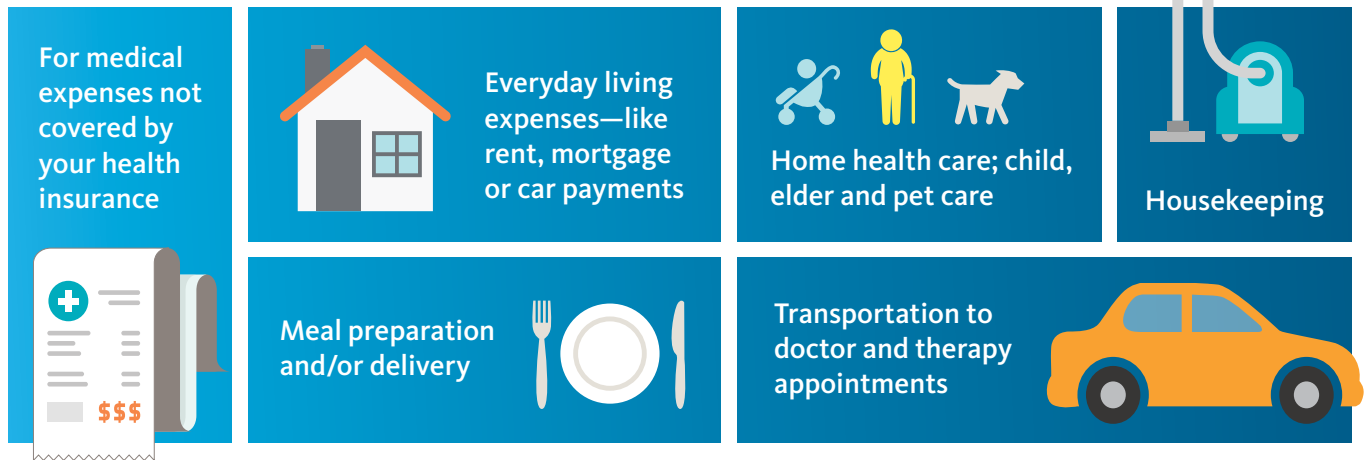 For medical
expenses not
covered by
your health
insurance
$$$
Everyday living
expenses—like
rent, mortgage
or car payments
Home health care; child,
elder and pet care
Housekeeping
Meal preparation
and/or delivery
Transportation to
doctor and therapy
appointments